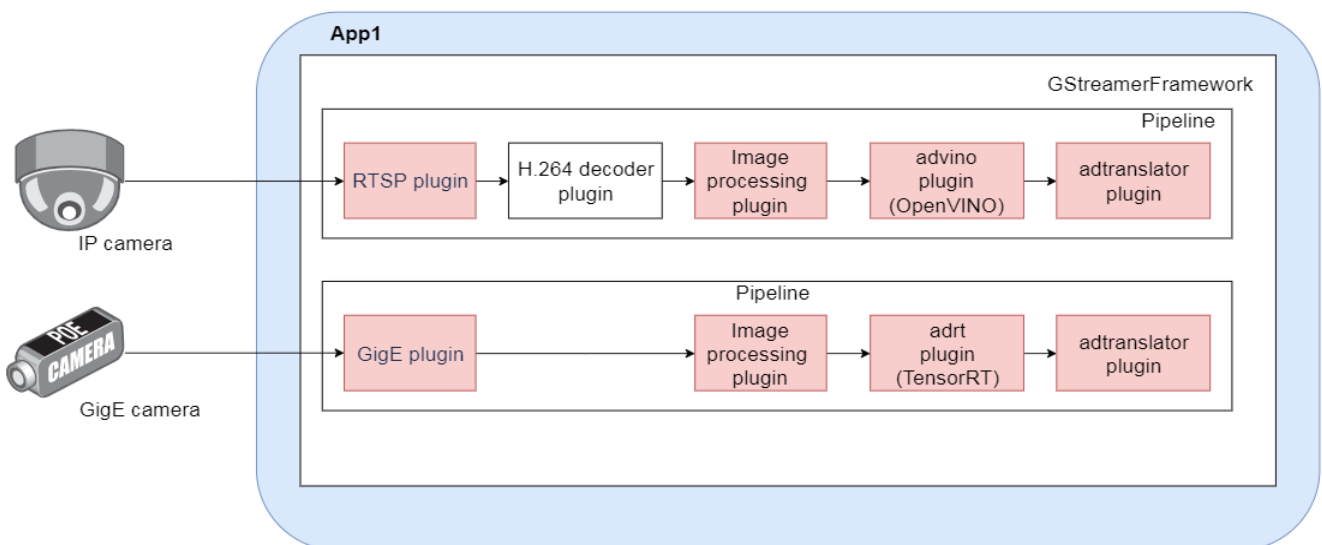 App1
GStreamerFramework
Pipeline
RTSP plugin
H.264 decoder
plugin
Image
processing
plugin
advino
plugin
(OpenVINO)
adtranslator
plugin
IP camera
Pipeline
GigE plugin
Image
processing
plugin
adrt
plugin
(TensorRT)
adtranslator
plugin
POE
CAMERA
GigE camera